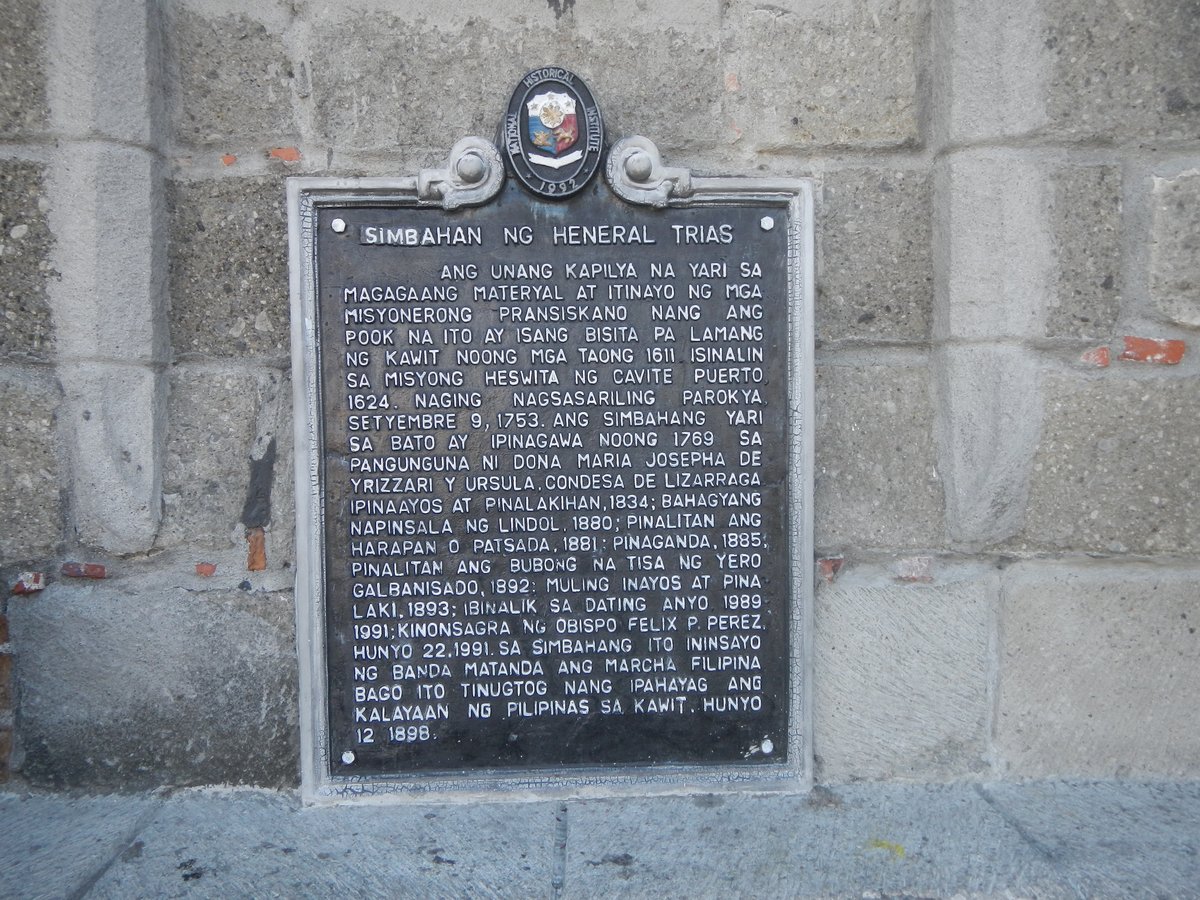 NATIONAL HISTORICAL INSTITUTE
1992
SIMBAHAN NG HENERAL TRIAS
ANG UNANG KAPILYA NA YARI SA
MAGAGAANG MATERYAL AT ITINAYO NG MGA
MISYONERONG PRANSISKANO NANG ANG
POOK NA ITO AY ISANG BISITA PA LAMANG
NG KAWIT NOONG MGA TAONG 1611. ISINALIN
SA MISYONG HESWITA NG CAVITE PUERTO
1624. NAGING NAGSASARILING PAROKYA,
SETYEMBRE 9, 1753. ANG SIMBAHANG YARI
SA BATO AY IPINAGAWA NOONG 1769 SA
PANGUNGUNA NI DONA MARIA JOSEPHA DE
YRIZZARI Y URSULA, CONDESA DE LIZARRAGA
IPINAAYOS AT PINALAKIHAN, 1834; BAHAGYANG
NAPINSALA NG LINDOL, 1880; PINALITAN ANG
HARAPAN O PATSADA, 1881; PINAGANDA, 1885;
PINALITAN ANG BUBONG NA TISA NG YERO
GALBANISADO, 1892; MULING INAYOS AT PINA
LAKI, 1893; IBINALIK SA DATING ANYO 1989
1991; KINONSAGRA NG OBISPO FELIX P. PEREZ,
HUNYO 22, 1991. SA SIMBAHANG ITO ININSAYO
NG BANDA MATANDA ANG MARCHA FILIPINA
BAGO ITO TINUGTOG NANG IPAHAYAG ANG
KALAYAAN NG PILIPINAS SA KAWIT, HUNYO
12 1898.